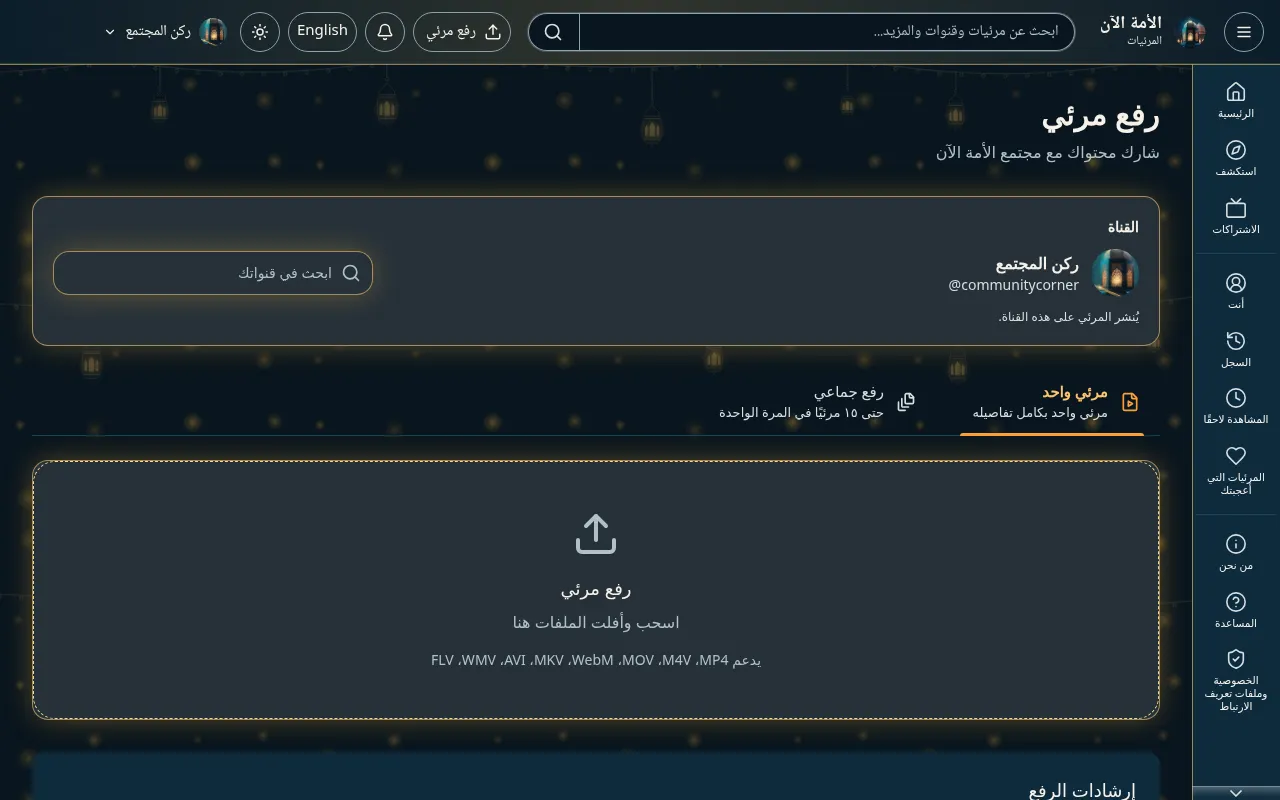 الأمة الآن
المرئيات
ابحث عن مرئيات وقنوات والمزيد...
رفع مرئي
English
ركن المجتمع
الرئيسية
استكشف
الاشتراكات
أنت
السجل
المشاهدة لاحقًا
المرئيات التي
أعجبتك
من نحن
المساعدة
الخصوصية
وملفات تعريف
الارتباط
رفع مرئي
شارك محتواك مع مجتمع الأمة الآن
القناة
ركن المجتمع
@communitycorner
يُنشر المرئي على هذه القناة.
ابحث في قنواتك
مرئي واحد
مرئي واحد بكامل تفاصيله
رفع جماعي
حتى ١٥ مرئيًا في المرة الواحدة
رفع مرئي
اسحب وأفلت الملفات هنا
يدعم MP4، M4V، MOV، WebM، MKV، AVI، WMV، FLV
إرشادات الرفع